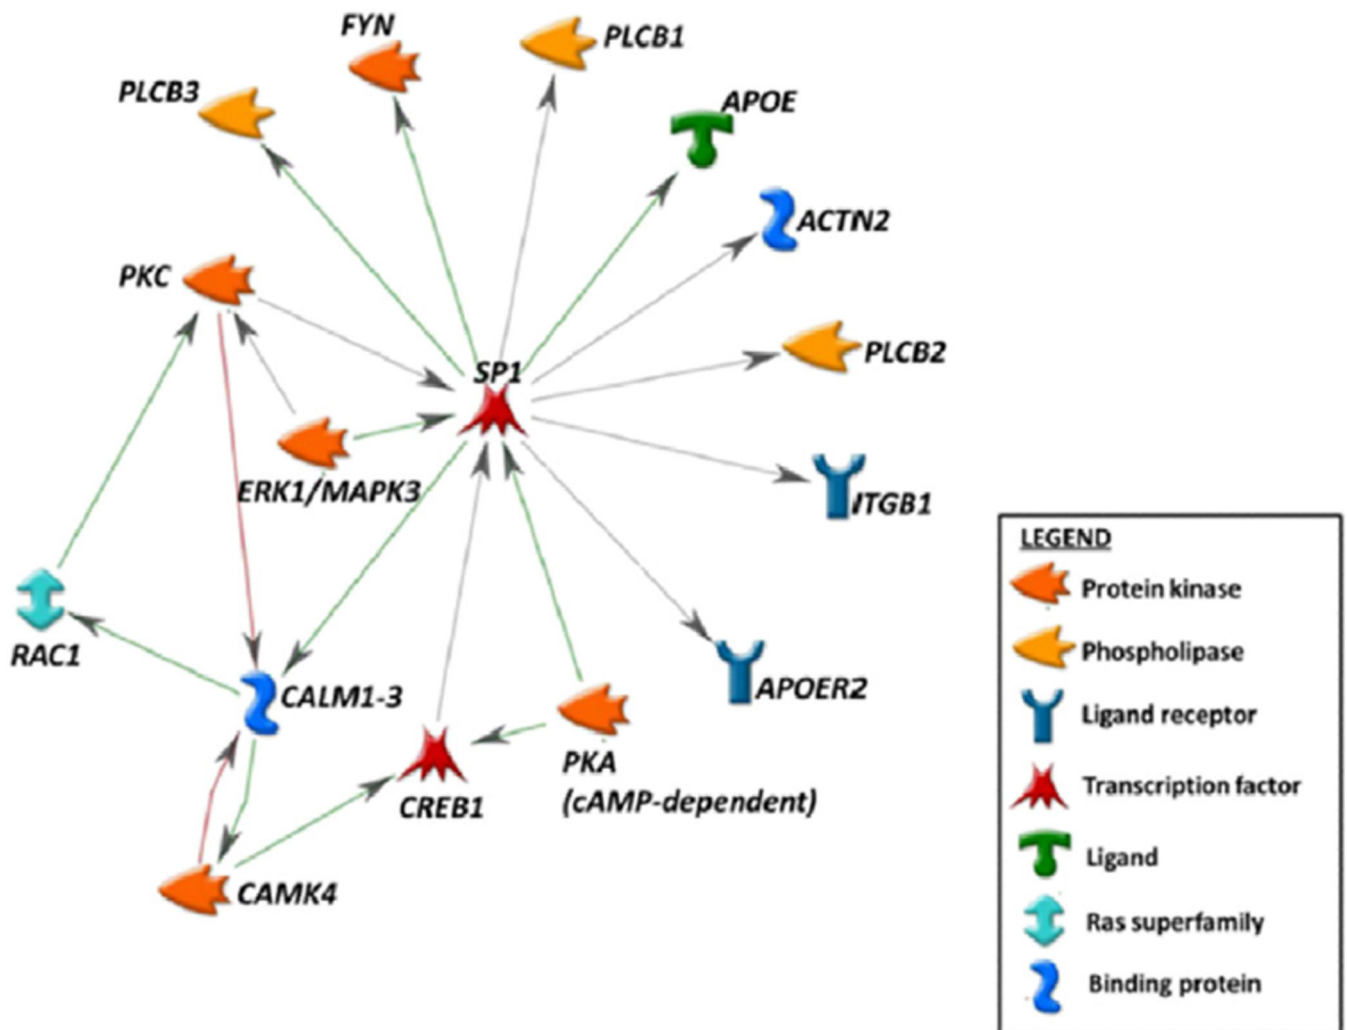 FYN
PLCB1
PLCB3
APOE
ACTN2
PKC
PLCB2
SP1
ERK1/MAPK3
ITGB1
RAC1
CALM1-3
APOER2
PKA
(cAMP-dependent)
CREB1
CAMK4
LEGEND
Protein kinase
Phospholipase
Ligand receptor
Transcription factor
Ligand
Ras superfamily
Binding protein